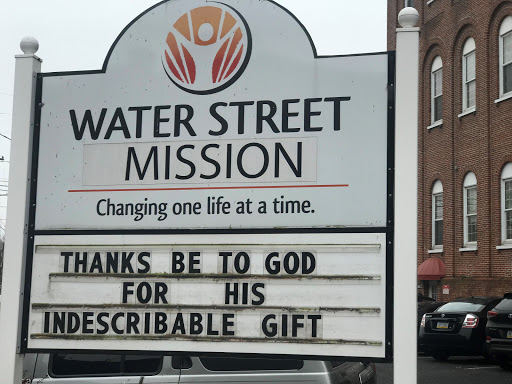 WATER STREET
MISSION
Changing one life at a time.
THANKS BE TO GOD
FOR HIS
INDESCRIBABLE GIFT